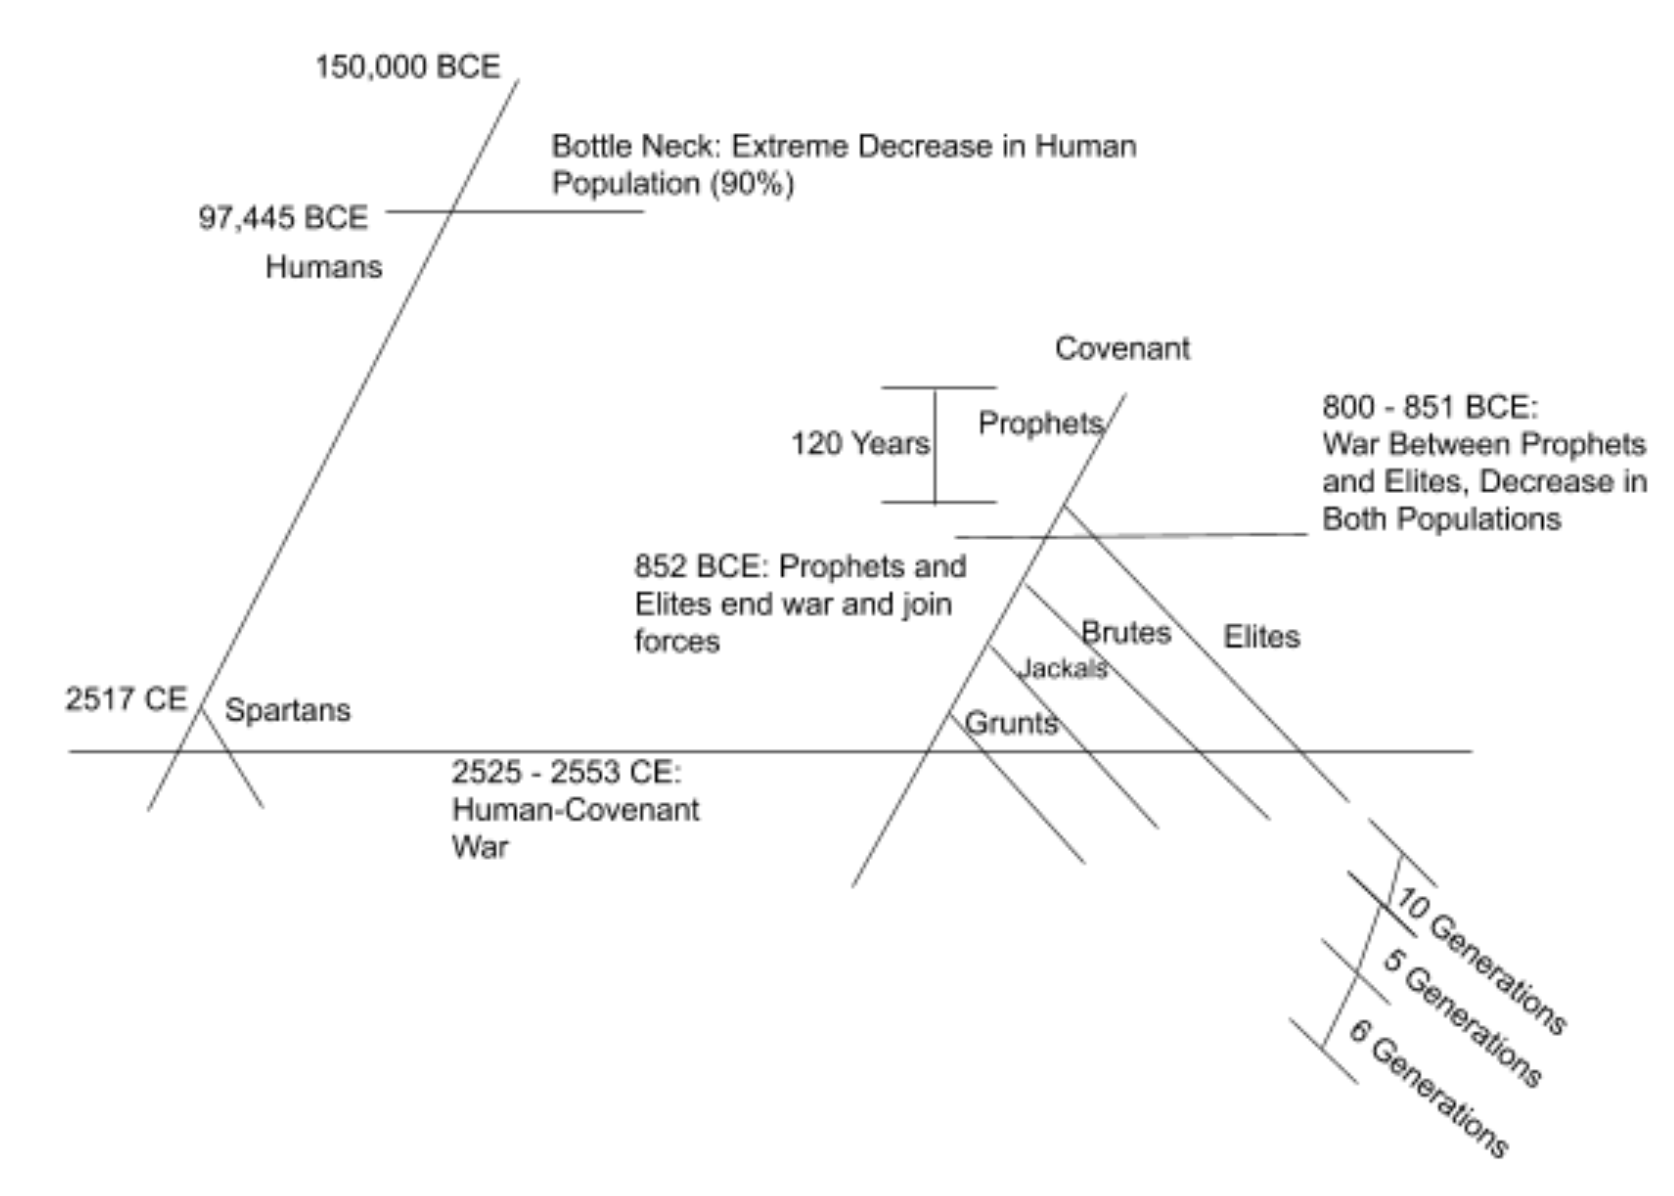 150,000 BCE
Bottle Neck: Extreme Decrease in Human
Population (90%)
97,445 BCE
Humans
Covenant
Prophets
120 Years
800 - 851 BCE:
War Between Prophets
and Elites, Decrease in
Both Populations
852 BCE: Prophets and
Elites end war and join
forces
Brutes
Elites
Jackals
Grunts
2517 CE
Spartans
2525 - 2553 CE:
Human-Covenant
War
10 Generations
5 Generations
6 Generations